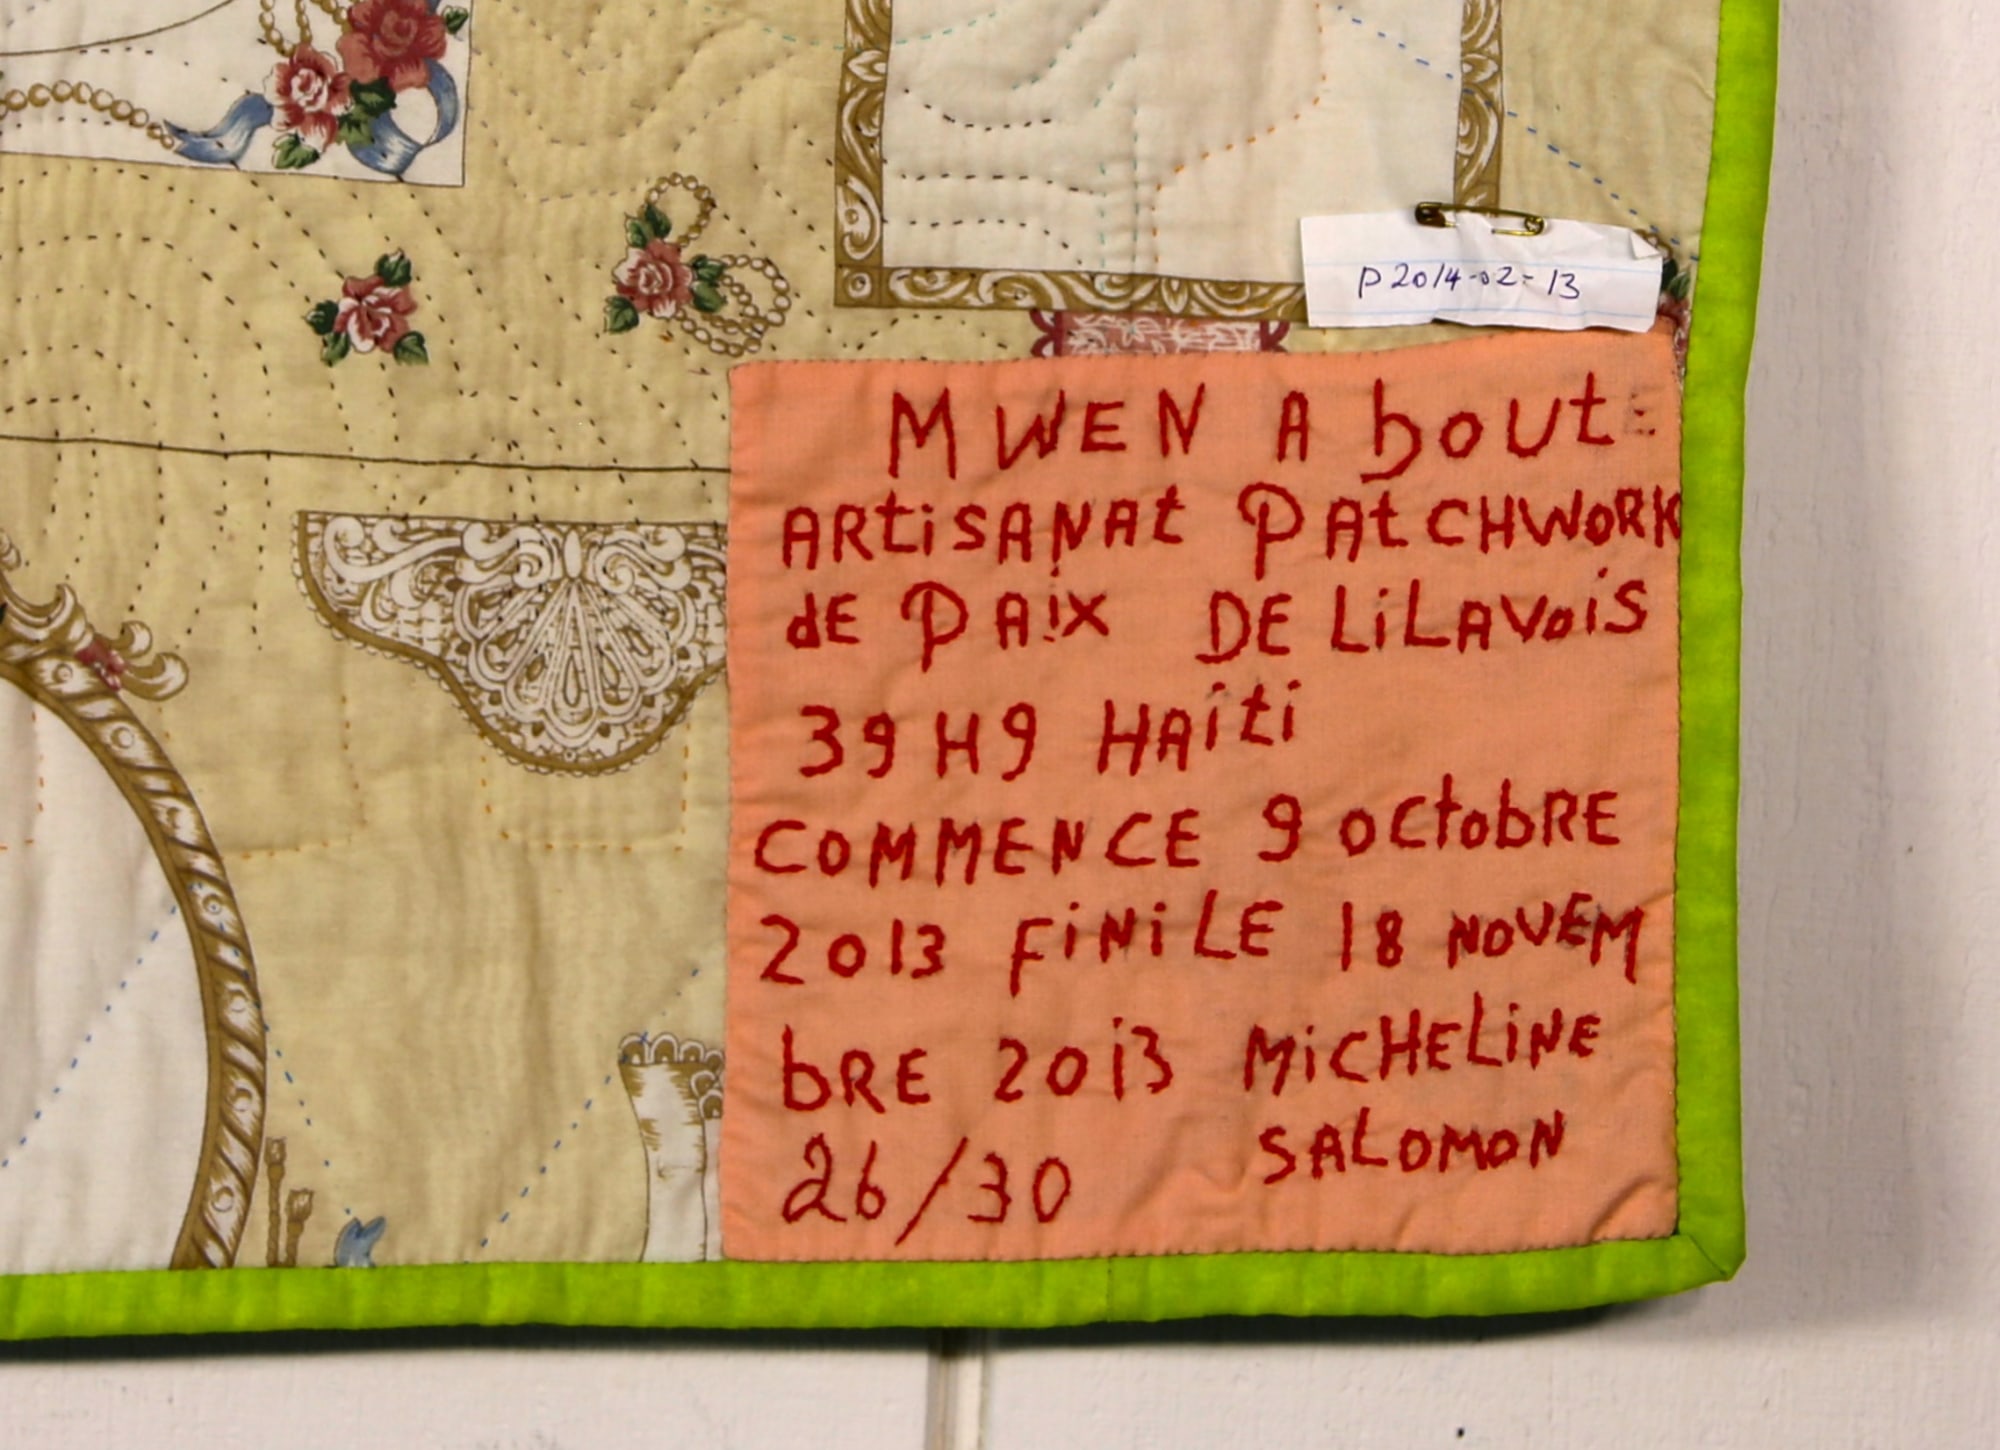 P2014-02-13
MWEN A boUt
ARtiSANAt PAtCHWORK
dE PAiX DE LiLAVoiS
39 H9 HAiti
COMMENCE 9 OCtobRE
2013 FiNi LE 18 NOVEM
bRE 2013 MiCHELiNE
SALOMON
26/30